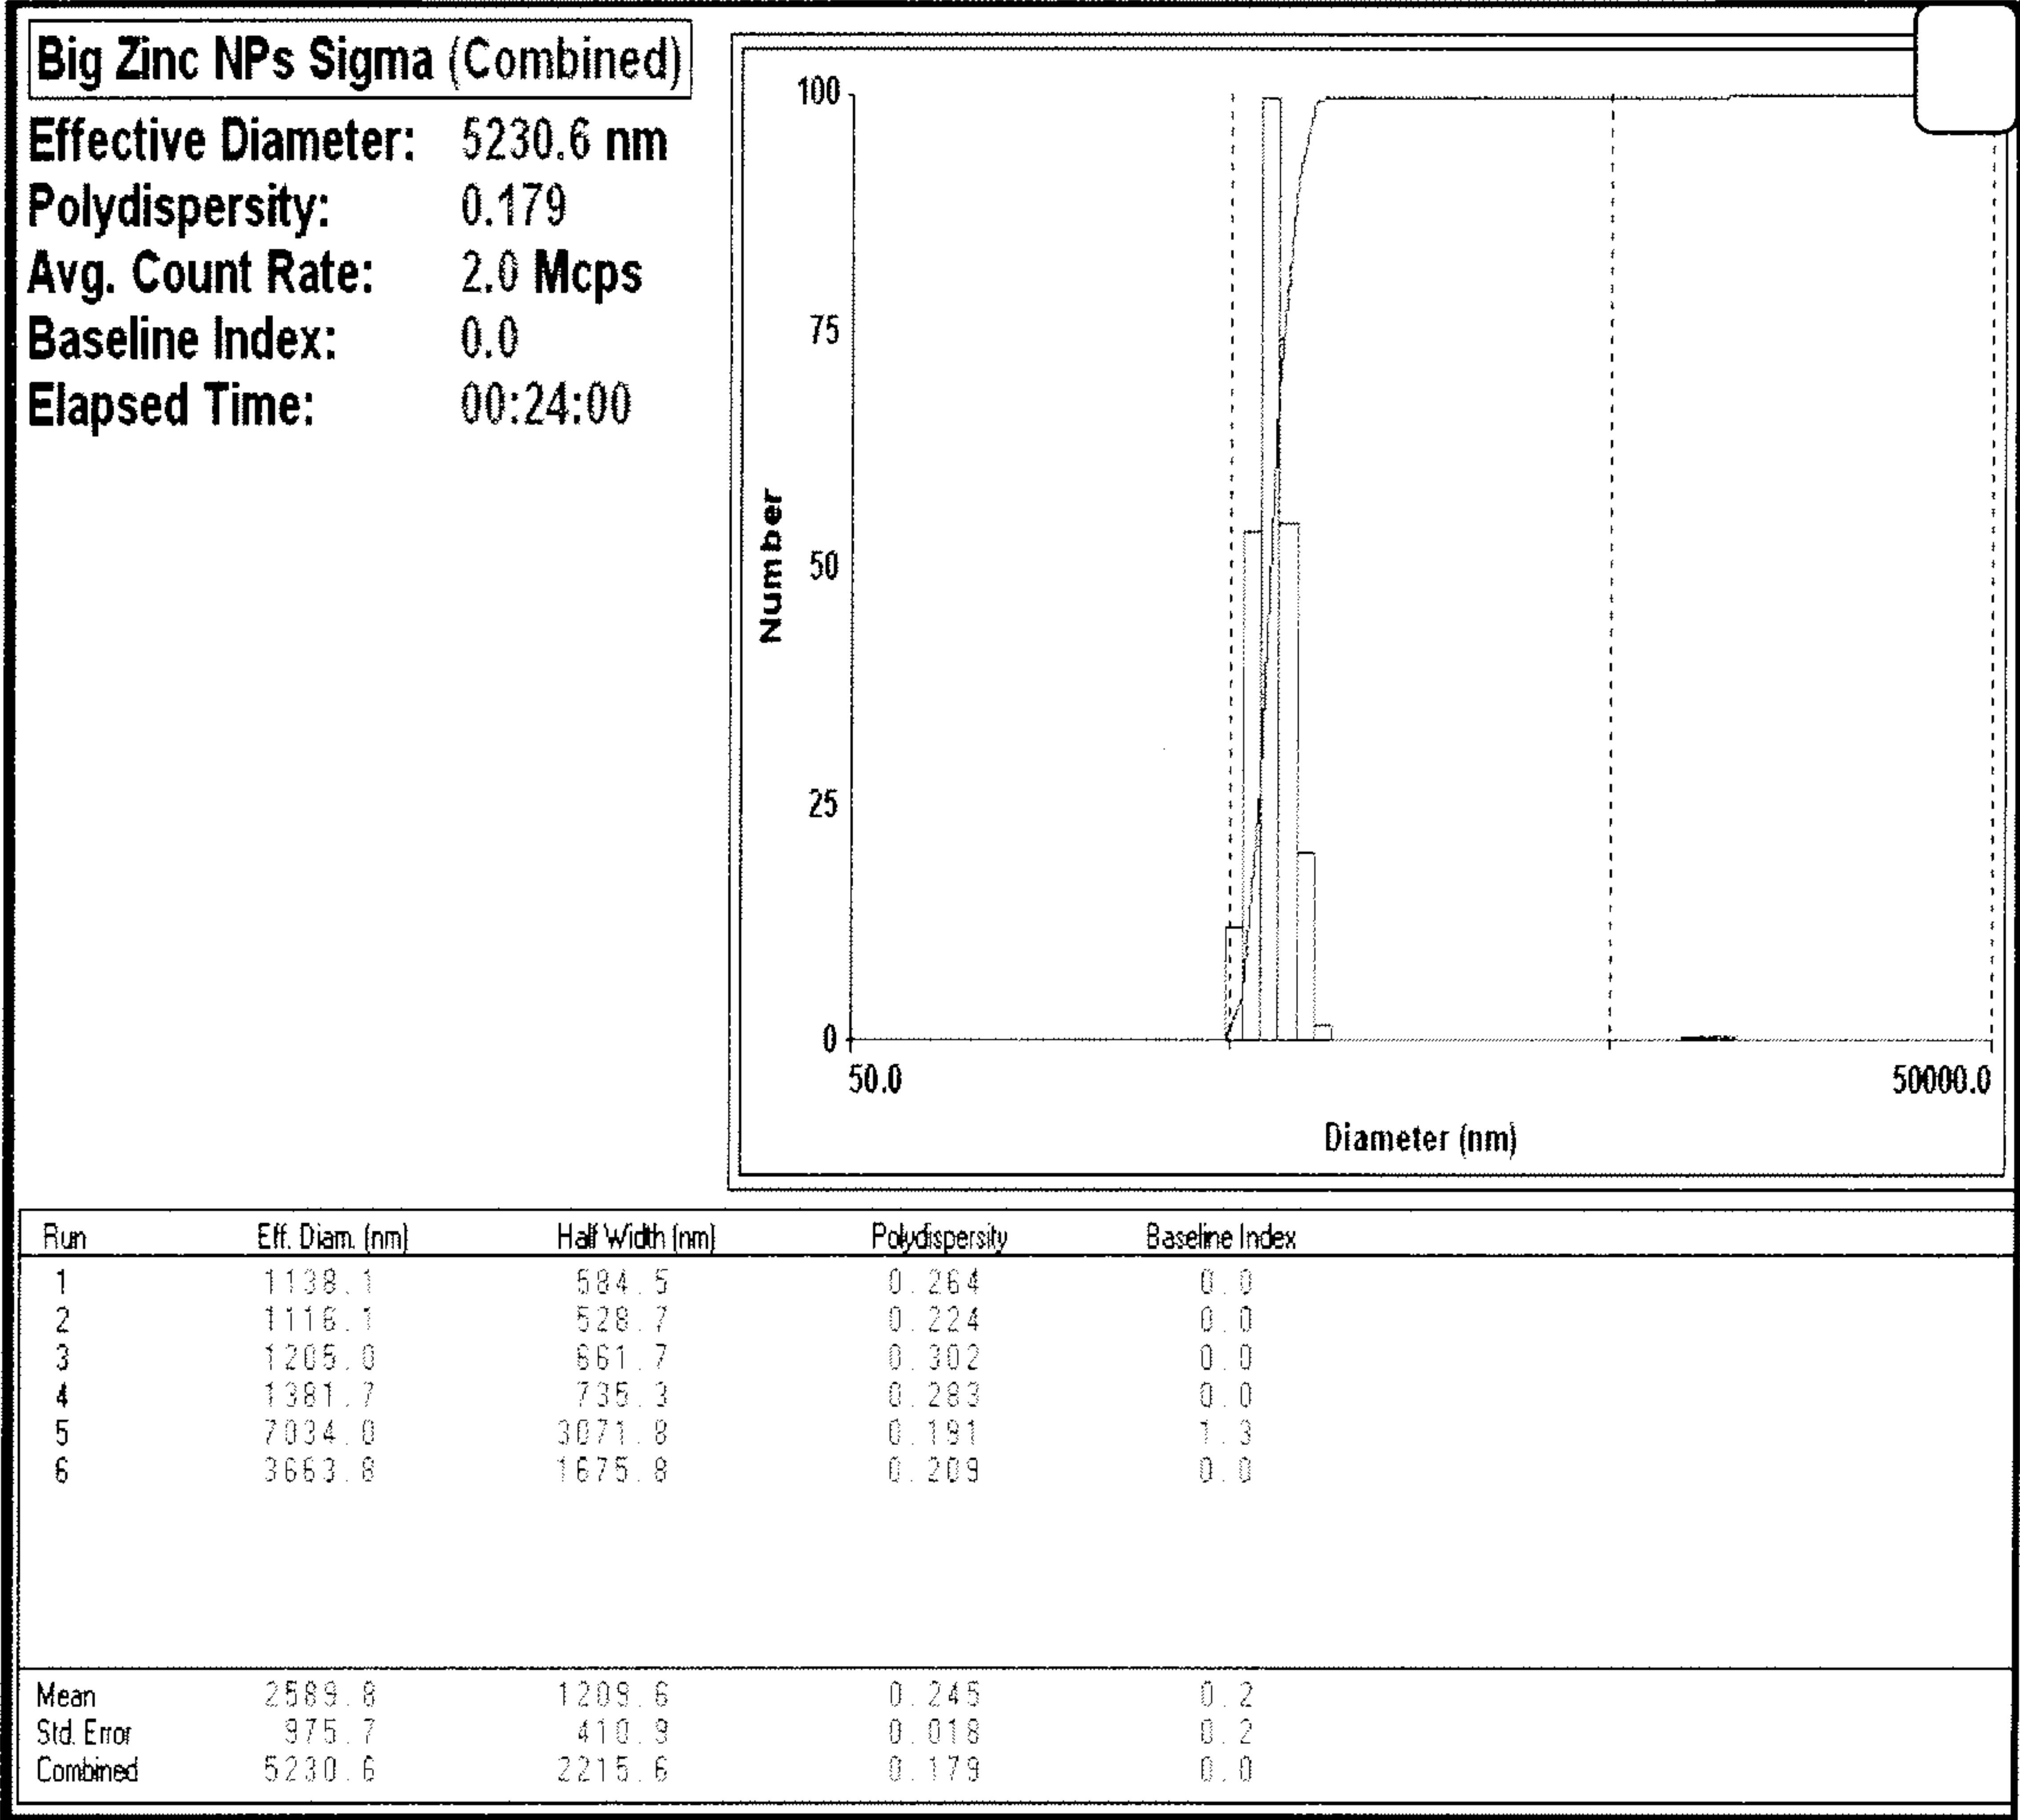 Big Zinc NPs Sigma (Combined)
Effective Diameter: 5230.6 nm
Polydispersity: 0.179
Avg. Count Rate: 2.0 Mcps
Baseline Index: 0.0
Elapsed Time: 00:24:00
100
75
50
25
0
Number
50.0
50000.0
Diameter (nm)
Run Eff. Diam. (nm) Half Width (nm) Polydispersity Baseline Index
1 1138.1 584.5 0.264 0.0
2 1116.1 528.7 0.224 0.0
3 1205.0 661.7 0.302 0.0
4 1381.7 735.3 0.283 0.0
5 7034.0 3071.8 0.191 1.3
6 3663.8 1675.8 0.209 0.0
Mean 2589.8 1209.6 0.245 0.2
Std. Error 975.7 410.9 0.018 0.2
Combined 5230.6 2215.6 0.179 0.0